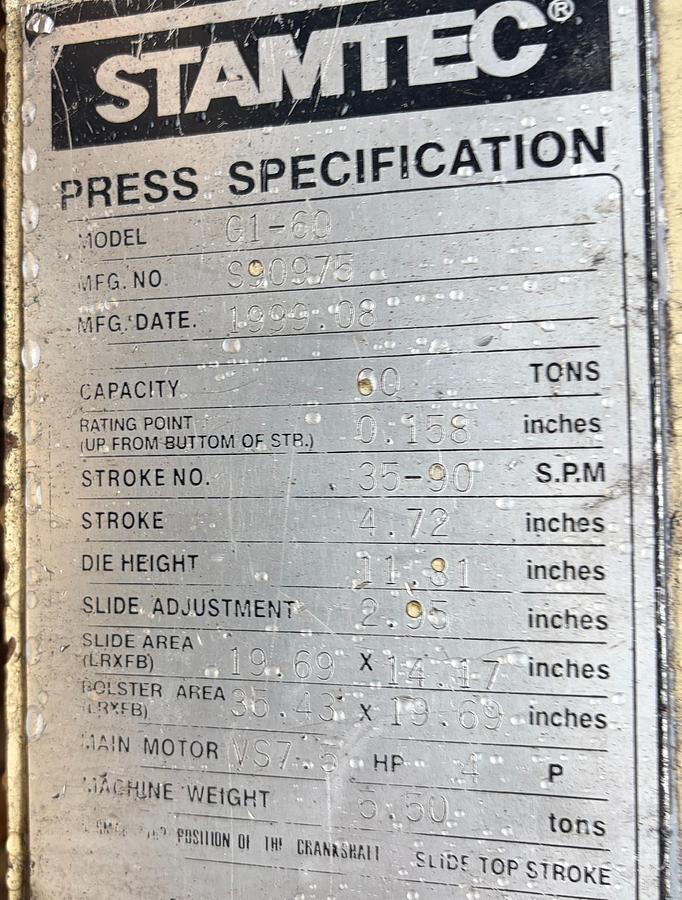 STAMTEC®
PRESS SPECIFICATION
MODEL G1-60
MFG. NO. S90975
MFG. DATE. 1999.08
CAPACITY 60 TONS
RATING POINT
(UP FROM BUTTOM OF STR.) 0.158 inches
STROKE NO. 35-90 S.P.M
STROKE 4.72 inches
DIE HEIGHT 11.81 inches
SLIDE ADJUSTMENT 2.95 inches
SLIDE AREA
(LRXFB) 19.69 X 14.17 inches
BOLSTER AREA
(LRXFB) 35.43 X 19.69 inches
MAIN MOTOR VS7.5 HP 4 P
MACHINE WEIGHT 5.50 tons
POSITION OF THE CRANKSHAFT SLIDE TOP STROKE